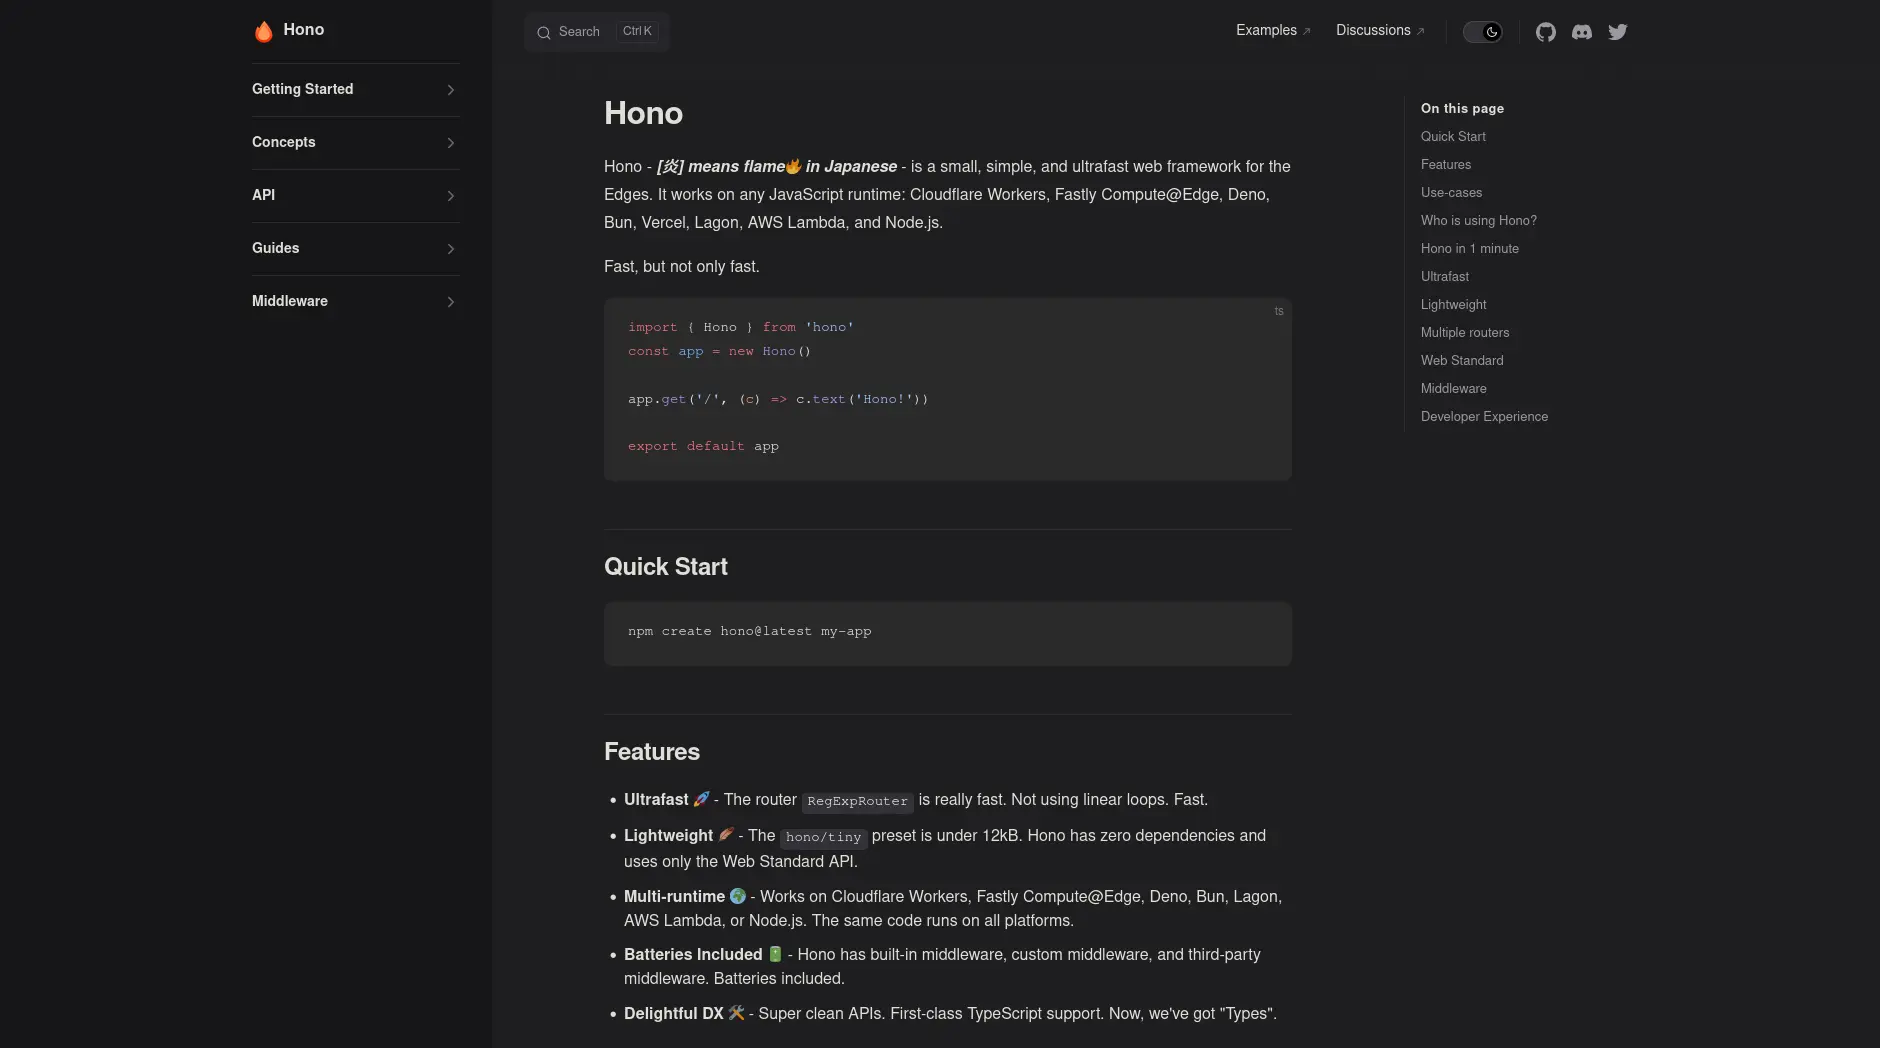 Hono
Getting Started
Concepts
API
Guides
Middleware
Search Ctrl K
Examples
Discussions
Hono
Hono - [炎] means flame🔥 in Japanese - is a small, simple, and ultrafast web framework for the
Edges. It works on any JavaScript runtime: Cloudflare Workers, Fastly Compute@Edge, Deno,
Bun, Vercel, Lagon, AWS Lambda, and Node.js.
Fast, but not only fast.
ts
import { Hono } from 'hono'
const app = new Hono()
app.get('/', (c) => c.text('Hono!'))
export default app
Quick Start
npm create hono@latest my-app
Features
• Ultrafast 🚀 - The router RegExpRouter is really fast. Not using linear loops. Fast.
• Lightweight 🪶 - The hono/tiny preset is under 12kB. Hono has zero dependencies and
uses only the Web Standard API.
• Multi-runtime 🌍 - Works on Cloudflare Workers, Fastly Compute@Edge, Deno, Bun, Lagon,
AWS Lambda, or Node.js. The same code runs on all platforms.
• Batteries Included 🔋 - Hono has built-in middleware, custom middleware, and third-party
middleware. Batteries included.
• Delightful DX 🛠️ - Super clean APIs. First-class TypeScript support. Now, we've got "Types".
On this page
Quick Start
Features
Use-cases
Who is using Hono?
Hono in 1 minute
Ultrafast
Lightweight
Multiple routers
Web Standard
Middleware
Developer Experience